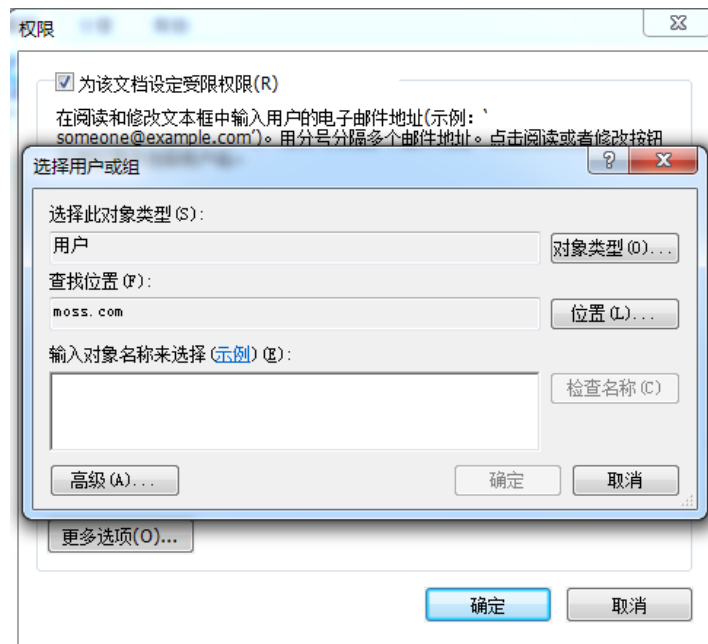 权限
为该文档设定受限权限(R)
在阅读和修改文本框中输入用户的电子邮件地址(示例：`
someone@example.com’)。用分号分隔多个邮件地址。点击阅读或者修改按钮
选择用户或组
选择此对象类型(S):
用户
对象类型(O)...
查找位置(F):
moss.com
位置(L)...
输入对象名称来选择(示例)(E):
检查名称(C)
高级(A)...
确定
取消
更多选项(O)...
确定
取消